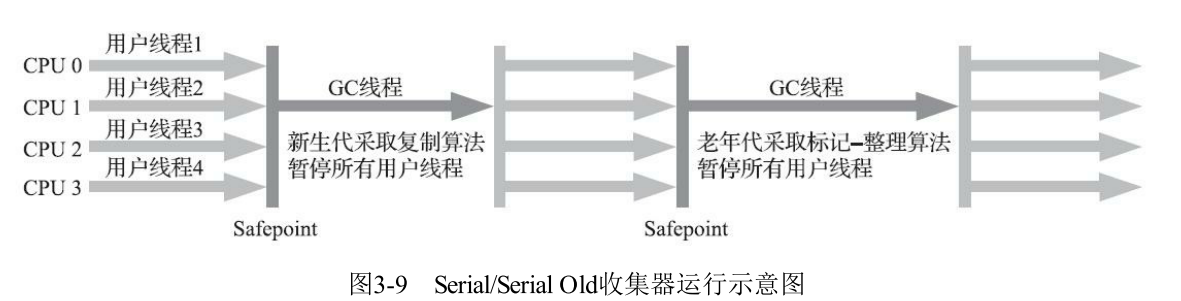 用户线程1
CPU 0
用户线程2
CPU 1
用户线程3
CPU 2
用户线程4
CPU 3
Safepoint
GC线程
新生代采取复制算法
暂停所有用户线程
Safepoint
GC线程
老年代采取标记–整理算法
暂停所有用户线程
图3-9 Serial/Serial Old收集器运行示意图